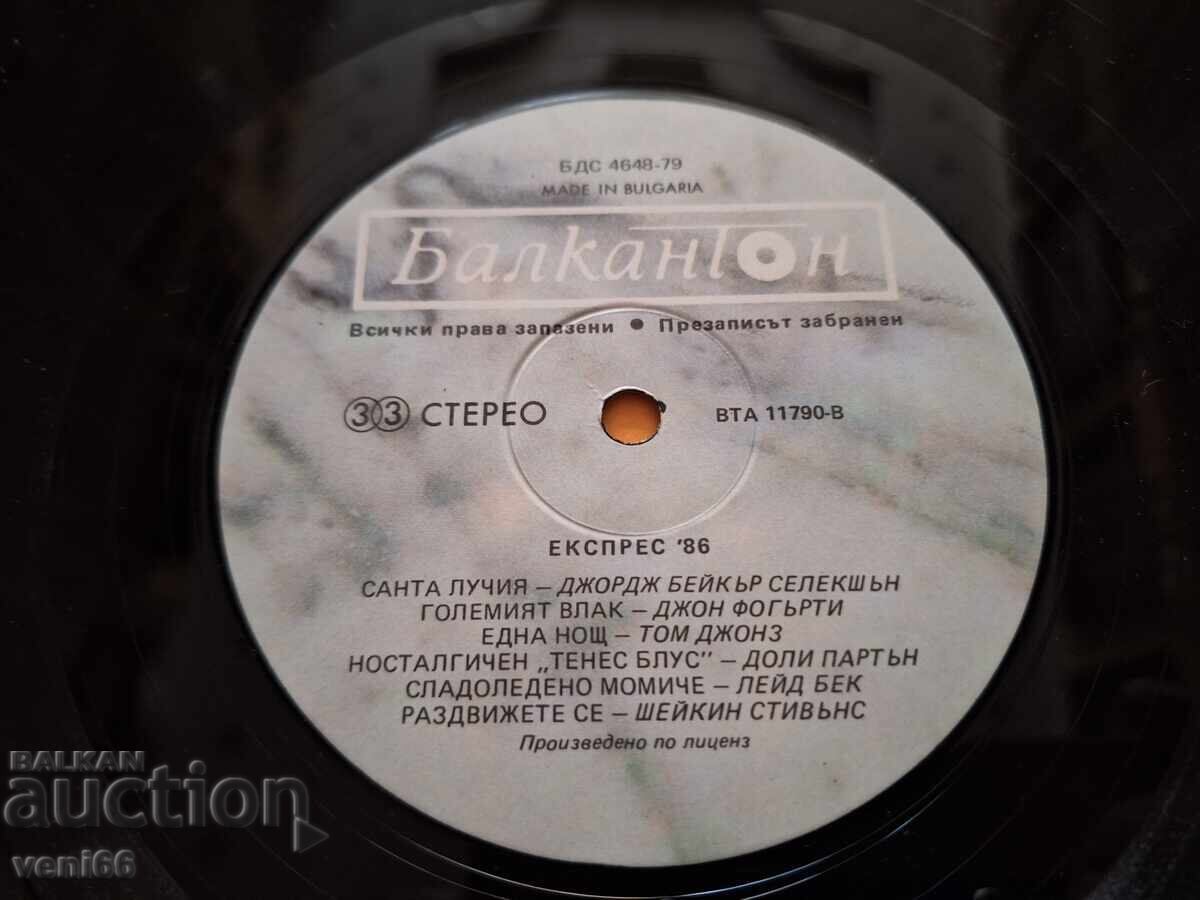 БДС 4648-79
MADE IN BULGARIA
Балкантон
Всички права запазени • Презаписът забранен
33 СТЕРЕО
ВТА 11790-В
ЕКСПРЕС '86
САНТА ЛУЧИЯ – ДЖОРДЖ БЕЙКЪР СЕЛЕКШЪН
ГОЛЕМИЯТ ВЛАК – ДЖОН ФОГЪРТИ
ЕДНА НОЩ – ТОМ ДЖОНЗ
НОСТАЛГИЧЕН „ТЕНЕС БЛУС" – ДОЛИ ПАРТЪН
СЛАДОЛЕДЕНО МОМИЧЕ – ЛЕЙД БЕК
РАЗДВИЖЕТЕ СЕ – ШЕЙКИН СТИВЪНС
Произведено по лиценз
BALKAN
auction
veni66